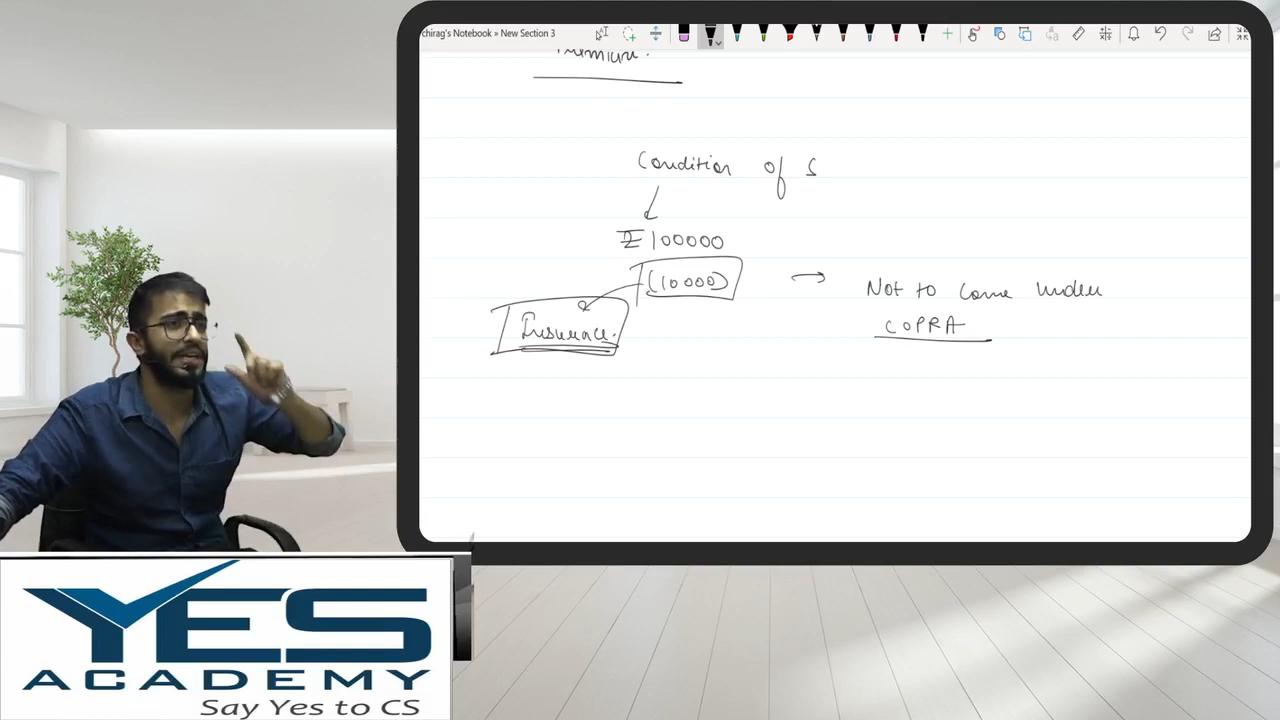 chirag's Notebook » New Section 3
Premium.
Condition of S
₹100000
(10000) → Not to come under
COPRA
Insurance.
YES
ACADEMY
Say Yes to CS